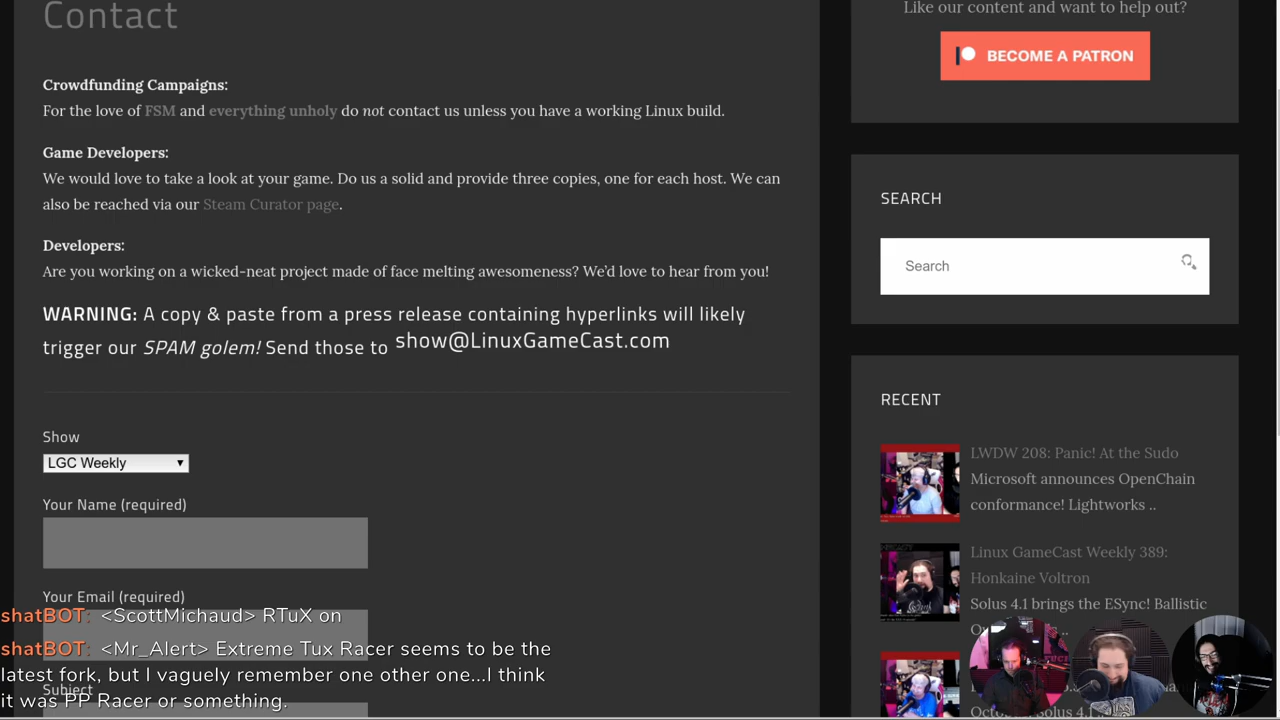 Contact
Crowdfunding Campaigns:
For the love of FSM and everything unholy do not contact us unless you have a working Linux build.
Game Developers:
We would love to take a look at your game. Do us a solid and provide three copies, one for each host. We can
also be reached via our Steam Curator page.
Developers:
Are you working on a wicked-neat project made of face melting awesomeness? We'd love to hear from you!
WARNING: A copy & paste from a press release containing hyperlinks will likely
trigger our SPAM golem! Send those to show@LinuxGameCast.com
Show
LGC Weekly
Your Name (required)
Your Email (required)
Subject
shatBOT: <ScottMichaud> RTuX on
shatBOT: <Mr_Alert> Extreme Tux Racer seems to be the
latest fork, but I vaguely remember one other one...I think
it was PP Racer or something.
Like our content and want to help out?
BECOME A PATRON
SEARCH
Search
RECENT
LWDW 208: Panic! At the Sudo
Microsoft announces OpenChain
conformance! Lightworks ..
Linux GameCast Weekly 389:
Honkaine Voltron
Solus 4.1 brings the ESync! Ballistic